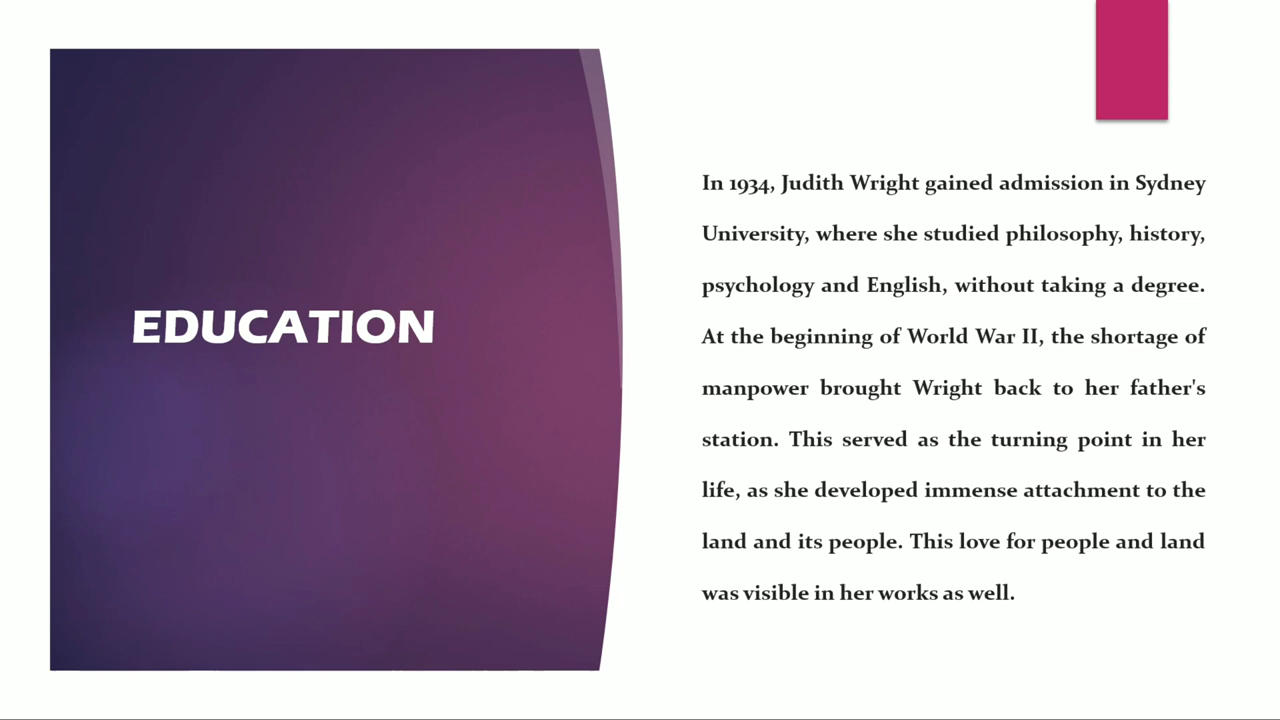 EDUCATION
In 1934, Judith Wright gained admission in Sydney
University, where she studied philosophy, history,
psychology and English, without taking a degree.
At the beginning of World War II, the shortage of
manpower brought Wright back to her father's
station. This served as the turning point in her
life, as she developed immense attachment to the
land and its people. This love for people and land
was visible in her works as well.